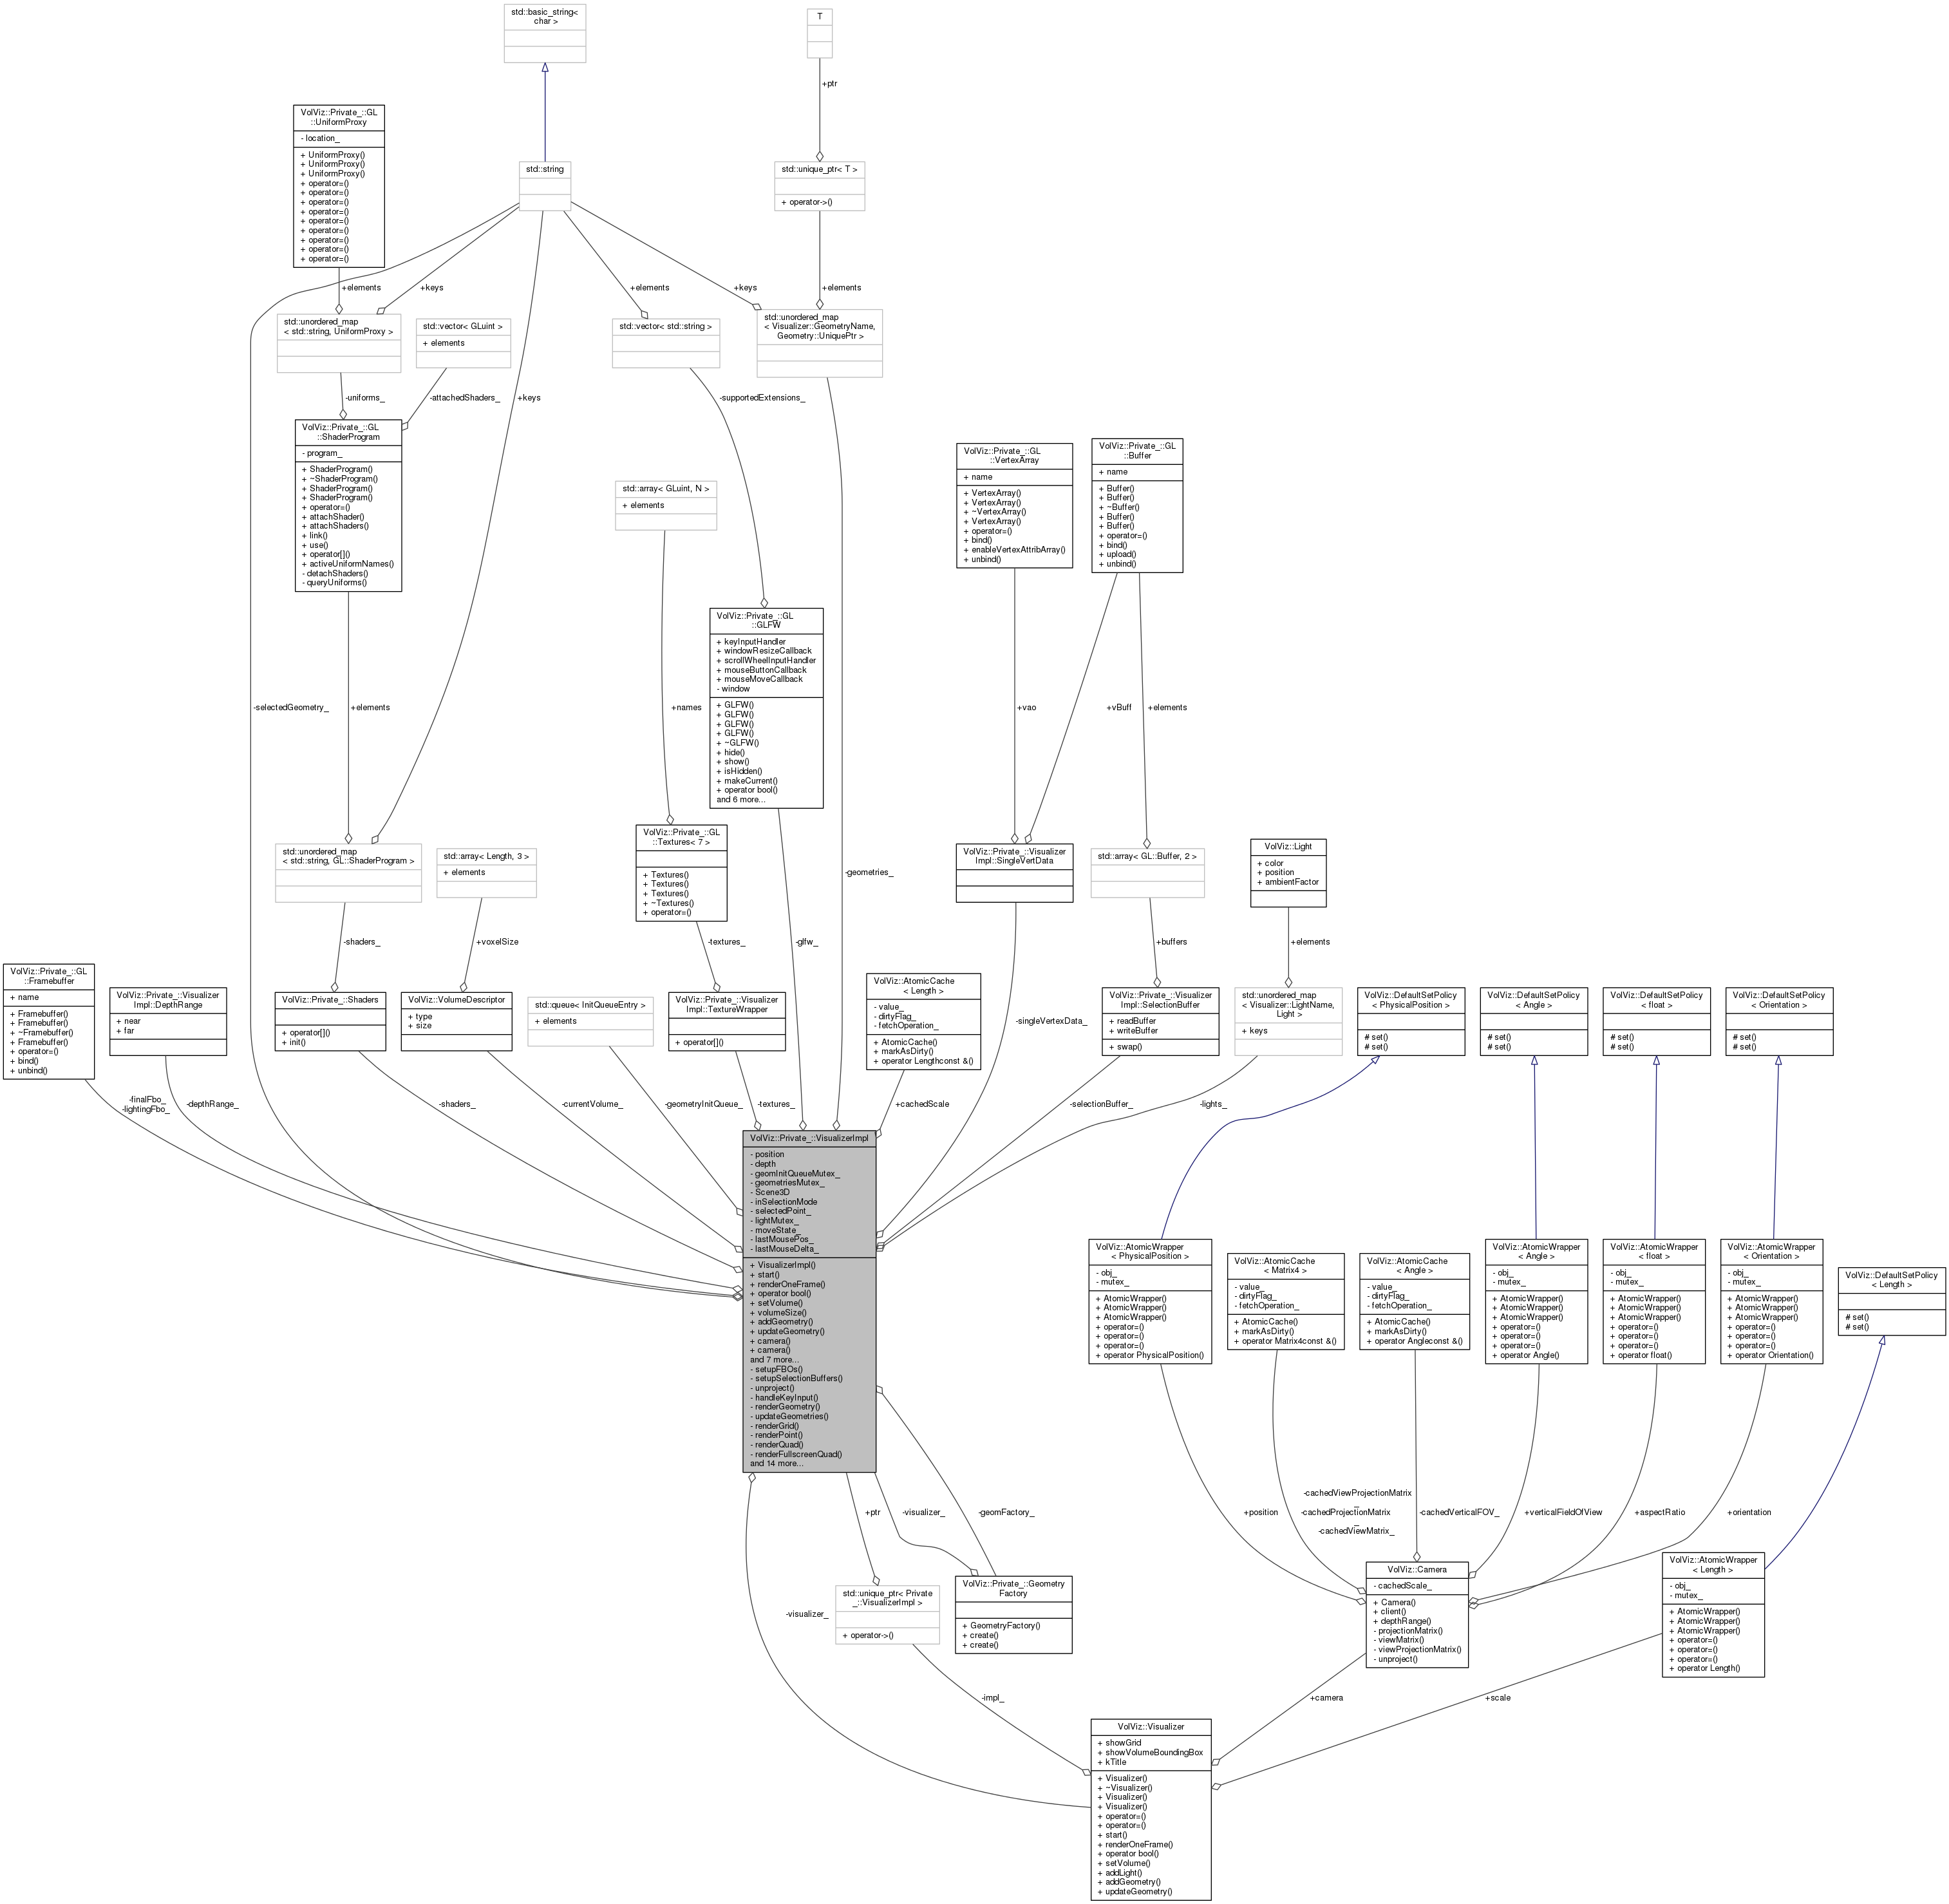 std::basic_string<
char >
T
+ptr
VolViz::Private_::GL
::UniformProxy
- location_
+ UniformProxy()
+ UniformProxy()
+ UniformProxy()
+ operator=()
+ operator=()
+ operator=()
+ operator=()
+ operator=()
+ operator=()
+ operator=()
+ operator=()
+ operator=()
std::string
std::unique_ptr< T >
+ operator->()
+elements
+keys
+elements
+keys
+elements
std::unordered_map
< std::string, UniformProxy >
std::vector< GLuint >
+ elements
std::vector< std::string >
std::unordered_map
< Visualizer::GeometryName,
Geometry::UniquePtr >
-uniforms_
-attachedShaders_
+keys
-supportedExtensions_
VolViz::Private_::GL
::ShaderProgram
- program_
+ ShaderProgram()
+ ~ShaderProgram()
+ ShaderProgram()
+ ShaderProgram()
+ operator=()
+ attachShader()
+ attachShaders()
+ link()
+ use()
+ operator[]()
+ activeUniformNames()
- detachShaders()
- queryUniforms()
std::array< GLuint, N >
+ elements
VolViz::Private_::GL
::VertexArray
+ name
+ VertexArray()
+ VertexArray()
+ ~VertexArray()
+ VertexArray()
+ operator=()
+ bind()
+ enableVertexAttribArray()
+ unbind()
VolViz::Private_::GL
::Buffer
+ name
+ Buffer()
+ Buffer()
+ ~Buffer()
+ Buffer()
+ Buffer()
+ operator=()
+ bind()
+ upload()
+ unbind()
VolViz::Private_::GL
::GLFW
+ keyInputHandler
+ windowResizeCallback
+ scrollWheelInputHandler
+ mouseButtonCallback
+ mouseMoveCallback
- window
+ GLFW()
+ GLFW()
+ GLFW()
+ GLFW()
+ ~GLFW()
+ hide()
+ show()
+ isHidden()
+ makeCurrent()
+ operator bool()
and 6 more...
-selectedGeometry_
+elements
+names
+vao
+vBuff
+elements
std::unordered_map
< std::string, GL::ShaderProgram >
std::array< Length, 3 >
+ elements
VolViz::Private_::GL
::Textures< 7 >
+ Textures()
+ Textures()
+ Textures()
+ ~Textures()
+ operator=()
-geometries_
VolViz::Private_::Visualizer
Impl::SingleVertData
std::array< GL::Buffer, 2 >
VolViz::Light
+ color
+ position
+ ambientFactor
-shaders_
+voxelSize
-textures_
-glfw_
+buffers
+elements
VolViz::Private_::GL
::Framebuffer
+ name
+ Framebuffer()
+ Framebuffer()
+ ~Framebuffer()
+ Framebuffer()
+ operator=()
+ bind()
+ unbind()
VolViz::Private_::Visualizer
Impl::DepthRange
+ near
+ far
VolViz::Private_::Shaders
+ operator[]()
+ init()
VolViz::VolumeDescriptor
+ type
+ size
std::queue< InitQueueEntry >
+ elements
VolViz::Private_::Visualizer
Impl::TextureWrapper
+ operator[]()
VolViz::AtomicCache
< Length >
- value_
- dirtyFlag_
- fetchOperation_
+ AtomicCache()
+ markAsDirty()
+ operator Lengthconst &()
-singleVertexData_
VolViz::Private_::Visualizer
Impl::SelectionBuffer
+ readBuffer
+ writeBuffer
+ swap()
std::unordered_map
< Visualizer::LightName,
Light >
+ keys
VolViz::DefaultSetPolicy
< PhysicalPosition >
# set()
# set()
VolViz::DefaultSetPolicy
< Angle >
# set()
# set()
VolViz::DefaultSetPolicy
< float >
# set()
# set()
VolViz::DefaultSetPolicy
< Orientation >
# set()
# set()
-finalFbo_
-lightingFbo_
-depthRange_
-shaders_
-currentVolume_
-geometryInitQueue_
-textures_
+cachedScale
-selectionBuffer_
-lights_
VolViz::Private_::VisualizerImpl
- position
- depth
- geomInitQueueMutex_
- geometriesMutex_
- Scene3D
- inSelectionMode
- selectedPoint_
- lightMutex_
- moveState_
- lastMousePos_
- lastMouseDelta_
+ VisualizerImpl()
+ start()
+ renderOneFrame()
+ operator bool()
+ setVolume()
+ volumeSize()
+ addGeometry()
+ updateGeometry()
+ camera()
+ camera()
and 7 more...
- setupFBOs()
- setupSelectionBuffers()
- unproject()
- handleKeyInput()
- renderGeometry()
- updateGeometries()
- renderGrid()
- renderPoint()
- renderQuad()
- renderFullscreenQuad()
and 14 more...
VolViz::AtomicWrapper
< PhysicalPosition >
- obj_
- mutex_
+ AtomicWrapper()
+ AtomicWrapper()
+ AtomicWrapper()
+ operator=()
+ operator=()
+ operator=()
+ operator PhysicalPosition()
VolViz::AtomicCache
< Matrix4 >
- value_
- dirtyFlag_
- fetchOperation_
+ AtomicCache()
+ markAsDirty()
+ operator Matrix4const &()
VolViz::AtomicCache
< Angle >
- value_
- dirtyFlag_
- fetchOperation_
+ AtomicCache()
+ markAsDirty()
+ operator Angleconst &()
VolViz::AtomicWrapper
< Angle >
- obj_
- mutex_
+ AtomicWrapper()
+ AtomicWrapper()
+ AtomicWrapper()
+ operator=()
+ operator=()
+ operator=()
+ operator Angle()
VolViz::AtomicWrapper
< float >
- obj_
- mutex_
+ AtomicWrapper()
+ AtomicWrapper()
+ AtomicWrapper()
+ operator=()
+ operator=()
+ operator=()
+ operator float()
VolViz::AtomicWrapper
< Orientation >
- obj_
- mutex_
+ AtomicWrapper()
+ AtomicWrapper()
+ AtomicWrapper()
+ operator=()
+ operator=()
+ operator=()
+ operator Orientation()
VolViz::DefaultSetPolicy
< Length >
# set()
# set()
+ptr
-visualizer_
-geomFactory_
+position
-cachedViewProjectionMatrix
_
-cachedProjectionMatrix
_
-cachedViewMatrix_
-cachedVerticalFOV_
+verticalFieldOfView
+aspectRatio
+orientation
-visualizer_
std::unique_ptr< Private
_::VisualizerImpl >
+ operator->()
VolViz::Private_::Geometry
Factory
+ GeometryFactory()
+ create()
+ create()
VolViz::Camera
- cachedScale_
+ Camera()
+ client()
+ depthRange()
- projectionMatrix()
- viewMatrix()
- viewProjectionMatrix()
- unproject()
VolViz::AtomicWrapper
< Length >
- obj_
- mutex_
+ AtomicWrapper()
+ AtomicWrapper()
+ AtomicWrapper()
+ operator=()
+ operator=()
+ operator=()
+ operator Length()
-impl_
+camera
+scale
VolViz::Visualizer
+ showGrid
+ showVolumeBoundingBox
+ kTitle
+ Visualizer()
+ ~Visualizer()
+ Visualizer()
+ Visualizer()
+ operator=()
+ operator=()
+ start()
+ renderOneFrame()
+ operator bool()
+ setVolume()
+ addLight()
+ addGeometry()
+ updateGeometry()